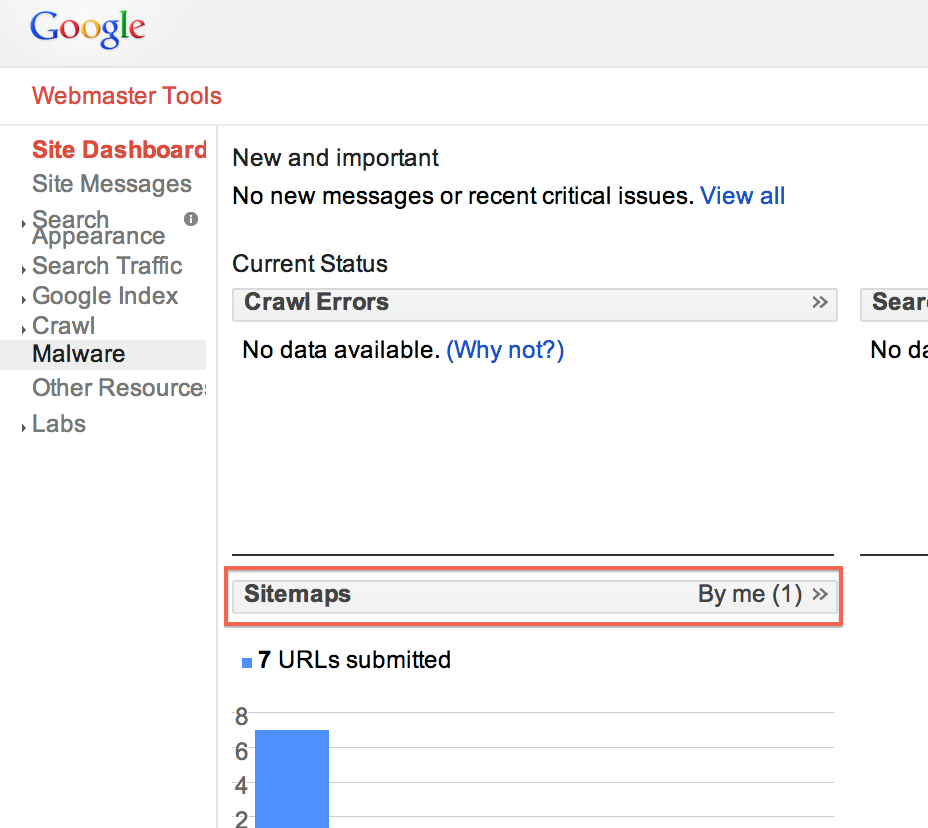 Google
Webmaster Tools
Site Dashboard
Site Messages
Search
Appearance
Search Traffic
Google Index
Crawl
Malware
Other Resources
Labs
New and important
No new messages or recent critical issues. View all
Current Status
Crawl Errors »
No data available. (Why not?)
Sitemaps By me (1) »
7 URLs submitted
8
6
4
2
Sear
No da